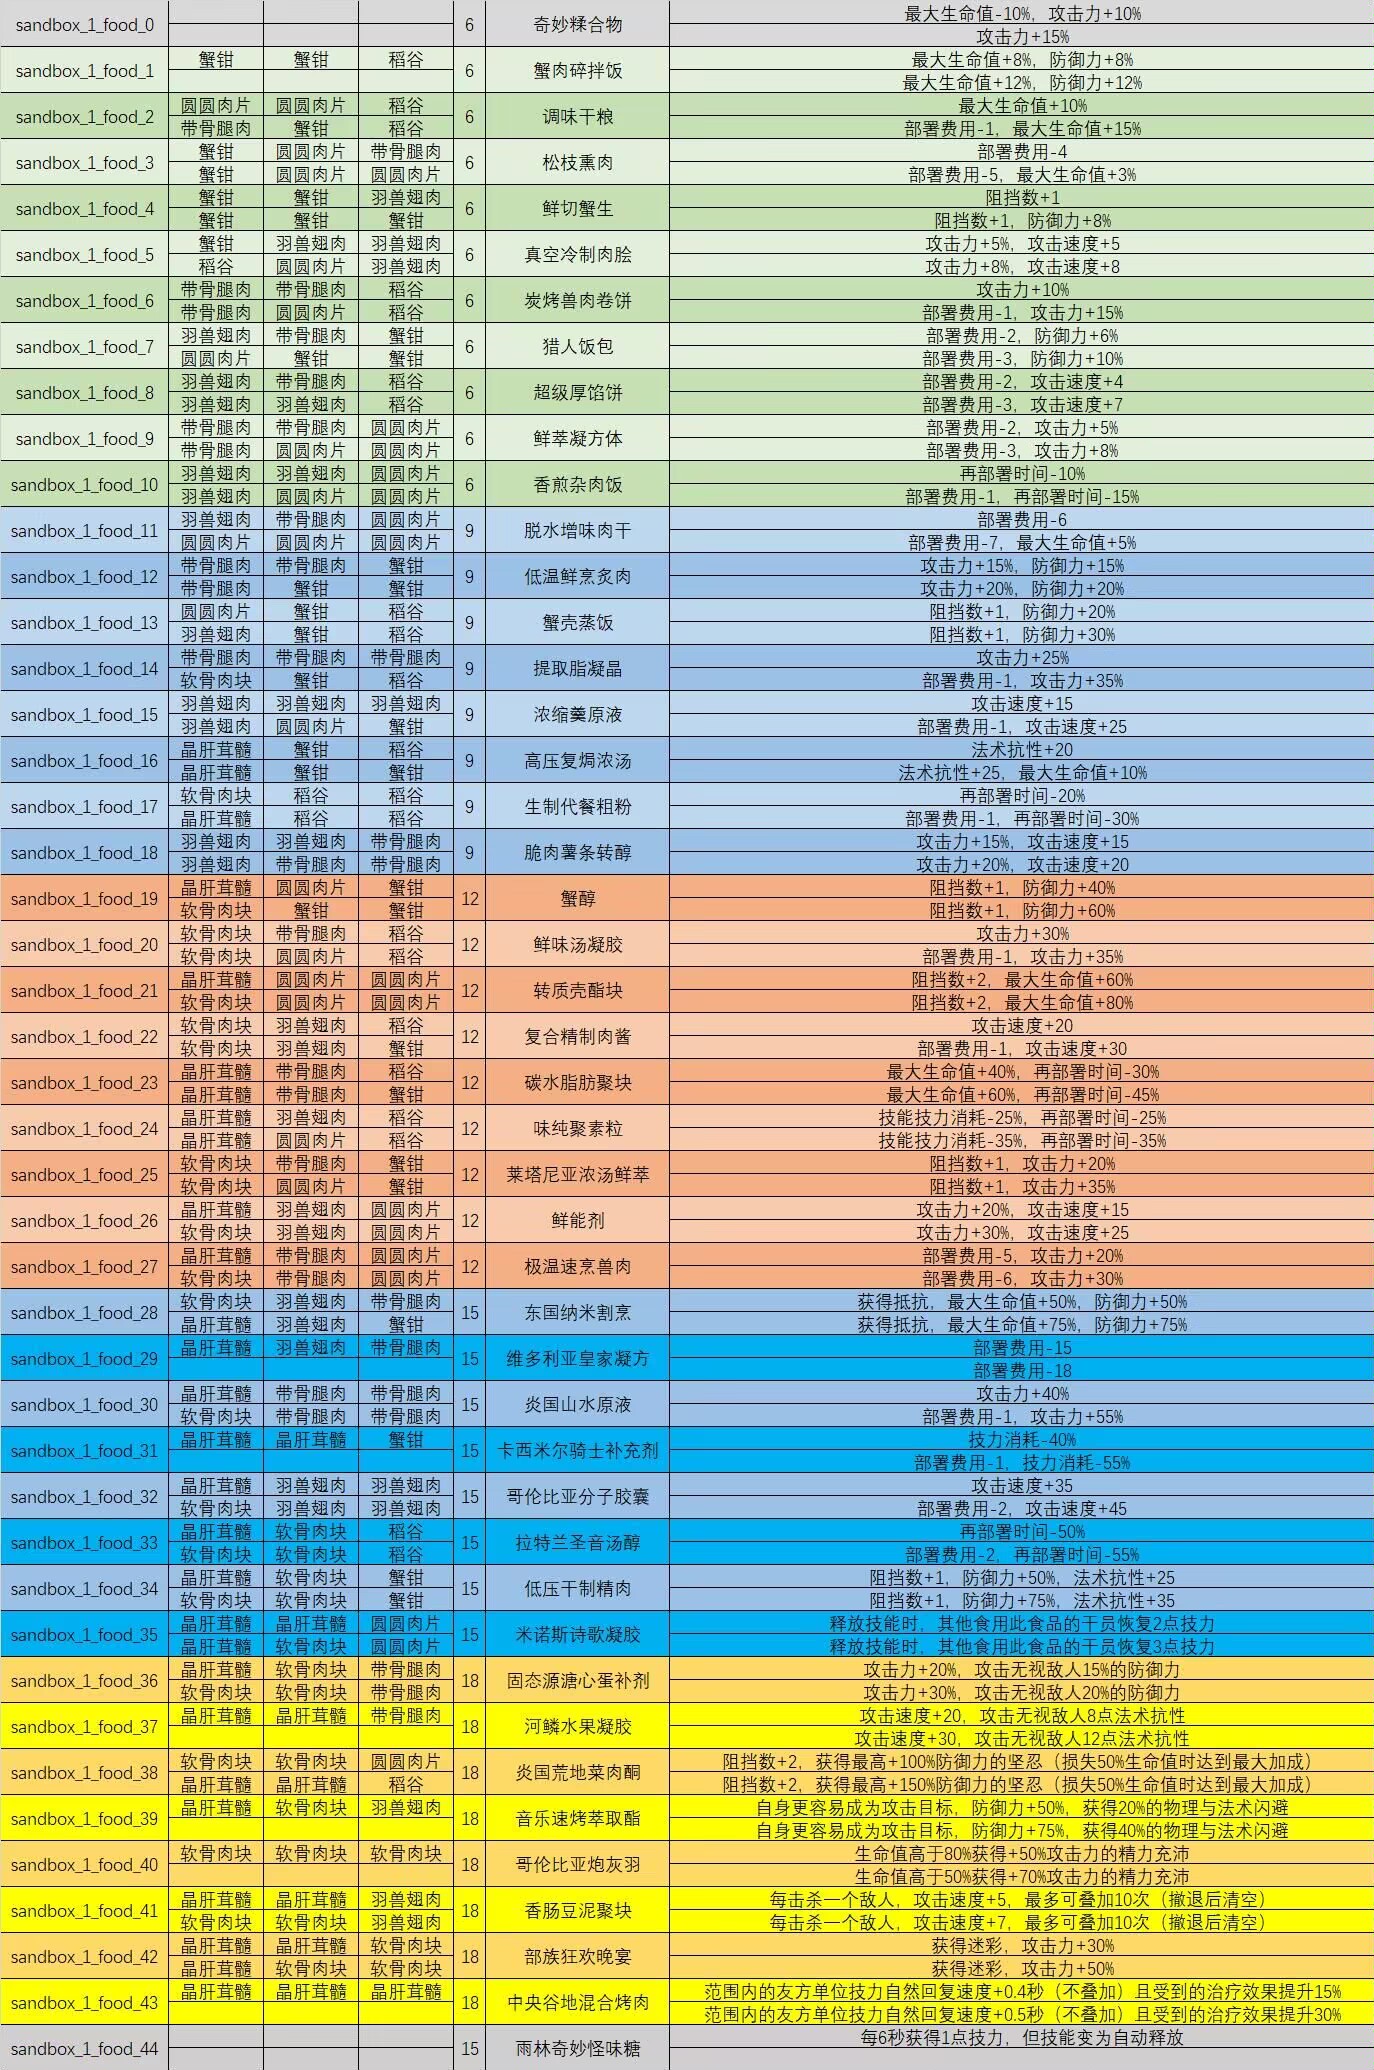 最大生命值-10%，攻击力+10%
sandbox_1_food_0 6 奇妙糅合物
攻击力+15%
蟹钳 蟹钳 稻谷 最大生命值+8%，防御力+8%
sandbox_1_food_1 6 蟹肉碎拌饭
最大生命值+12%，防御力+12%
圆圆肉片 圆圆肉片 稻谷 最大生命值+10%
sandbox_1_food_2 6 调味干粮
带骨腿肉 蟹钳 稻谷 部署费用-1，最大生命值+15%
蟹钳 圆圆肉片 带骨腿肉 部署费用-4
sandbox_1_food_3 6 松枝熏肉
蟹钳 圆圆肉片 圆圆肉片 部署费用-5，最大生命值+3%
蟹钳 蟹钳 羽兽翅肉 阻挡数+1
sandbox_1_food_4 6 鲜切蟹生
蟹钳 蟹钳 蟹钳 阻挡数+1，防御力+8%
蟹钳 羽兽翅肉 羽兽翅肉 攻击力+5%，攻击速度+5
sandbox_1_food_5 6 真空冷制肉脍
稻谷 圆圆肉片 羽兽翅肉 攻击力+8%，攻击速度+8
带骨腿肉 带骨腿肉 稻谷 攻击力+10%
sandbox_1_food_6 6 炭烤兽肉卷饼
带骨腿肉 圆圆肉片 稻谷 部署费用-1，攻击力+15%
羽兽翅肉 带骨腿肉 蟹钳 部署费用-2，防御力+6%
sandbox_1_food_7 6 猎人饭包
圆圆肉片 蟹钳 蟹钳 部署费用-3，防御力+10%
羽兽翅肉 带骨腿肉 稻谷 部署费用-2，攻击速度+4
sandbox_1_food_8 6 超级厚馅饼
羽兽翅肉 羽兽翅肉 稻谷 部署费用-3，攻击速度+7
带骨腿肉 带骨腿肉 圆圆肉片 部署费用-2，攻击力+5%
sandbox_1_food_9 6 鲜萃凝方体
带骨腿肉 圆圆肉片 圆圆肉片 部署费用-3，攻击力+8%
羽兽翅肉 羽兽翅肉 圆圆肉片 再部署时间-10%
sandbox_1_food_10 6 香煎杂肉饭
羽兽翅肉 圆圆肉片 圆圆肉片 部署费用-1，再部署时间-15%
羽兽翅肉 带骨腿肉 圆圆肉片 部署费用-6
sandbox_1_food_11 9 脱水增味肉干
圆圆肉片 圆圆肉片 圆圆肉片 部署费用-7，最大生命值+5%
带骨腿肉 带骨腿肉 蟹钳 攻击力+15%，防御力+15%
sandbox_1_food_12 9 低温鲜烹炙肉
带骨腿肉 蟹钳 蟹钳 攻击力+20%，防御力+20%
圆圆肉片 蟹钳 稻谷 阻挡数+1，防御力+20%
sandbox_1_food_13 9 蟹壳蒸饭
羽兽翅肉 蟹钳 稻谷 阻挡数+1，防御力+30%
带骨腿肉 带骨腿肉 带骨腿肉 攻击力+25%
sandbox_1_food_14 9 提取脂凝晶
软骨肉块 蟹钳 稻谷 部署费用-1，攻击力+35%
羽兽翅肉 羽兽翅肉 羽兽翅肉 攻击速度+15
sandbox_1_food_15 9 浓缩羹原液
羽兽翅肉 圆圆肉片 蟹钳 部署费用-1，攻击速度+25
晶肝茸髓 蟹钳 稻谷 法术抗性+20
sandbox_1_food_16 9 高压复焗浓汤
晶肝茸髓 蟹钳 蟹钳 法术抗性+25，最大生命值+10%
软骨肉块 稻谷 稻谷 再部署时间-20%
sandbox_1_food_17 9 生制代餐粗粉
晶肝茸髓 稻谷 稻谷 部署费用-1，再部署时间-30%
羽兽翅肉 羽兽翅肉 带骨腿肉 攻击力+15%，攻击速度+15
sandbox_1_food_18 9 脆肉薯条转醇
羽兽翅肉 带骨腿肉 带骨腿肉 攻击力+20%，攻击速度+20
晶肝茸髓 圆圆肉片 蟹钳 阻挡数+1，防御力+40%
sandbox_1_food_19 12 蟹醇
软骨肉块 蟹钳 蟹钳 阻挡数+1，防御力+60%
软骨肉块 带骨腿肉 稻谷 攻击力+30%
sandbox_1_food_20 12 鲜味汤凝胶
软骨肉块 圆圆肉片 稻谷 部署费用-1，攻击力+35%
晶肝茸髓 圆圆肉片 圆圆肉片 阻挡数+2，最大生命值+60%
sandbox_1_food_21 12 转质壳酯块
软骨肉块 圆圆肉片 圆圆肉片 阻挡数+2，最大生命值+80%
软骨肉块 羽兽翅肉 稻谷 攻击速度+20
sandbox_1_food_22 12 复合精制肉酱
软骨肉块 羽兽翅肉 蟹钳 部署费用-1，攻击速度+30
晶肝茸髓 带骨腿肉 稻谷 最大生命值+40%，再部署时间-30%
sandbox_1_food_23 12 碳水脂肪聚块
晶肝茸髓 带骨腿肉 蟹钳 最大生命值+60%，再部署时间-45%
晶肝茸髓 羽兽翅肉 稻谷 技能技力消耗-25%，再部署时间-25%
sandbox_1_food_24 12 味纯聚素粒
晶肝茸髓 圆圆肉片 稻谷 技能技力消耗-35%，再部署时间-35%
软骨肉块 带骨腿肉 蟹钳 阻挡数+1，攻击力+20%
sandbox_1_food_25 12 莱塔尼亚浓汤鲜萃
软骨肉块 圆圆肉片 蟹钳 阻挡数+1，攻击力+35%
晶肝茸髓 羽兽翅肉 圆圆肉片 攻击力+20%，攻击速度+15
sandbox_1_food_26 12 鲜能剂
软骨肉块 羽兽翅肉 圆圆肉片 攻击力+30%，攻击速度+25
晶肝茸髓 带骨腿肉 圆圆肉片 部署费用-5，攻击力+20%
sandbox_1_food_27 12 极温速烹兽肉
软骨肉块 带骨腿肉 圆圆肉片 部署费用-6，攻击力+30%
软骨肉块 羽兽翅肉 带骨腿肉 获得抵抗，最大生命值+50%，防御力+50%
sandbox_1_food_28 15 东国纳米割烹
晶肝茸髓 羽兽翅肉 蟹钳 获得抵抗，最大生命值+75%，防御力+75%
晶肝茸髓 羽兽翅肉 带骨腿肉 部署费用-15
sandbox_1_food_29 15 维多利亚皇家凝方
部署费用-18
晶肝茸髓 带骨腿肉 带骨腿肉 攻击力+40%
sandbox_1_food_30 15 炎国山水原液
软骨肉块 带骨腿肉 带骨腿肉 部署费用-1，攻击力+55%
晶肝茸髓 晶肝茸髓 蟹钳 技力消耗-40%
sandbox_1_food_31 15 卡西米尔骑士补充剂
部署费用-1，技力消耗-55%
晶肝茸髓 羽兽翅肉 羽兽翅肉 攻击速度+35
sandbox_1_food_32 15 哥伦比亚分子胶囊
软骨肉块 羽兽翅肉 羽兽翅肉 部署费用-2，攻击速度+45
晶肝茸髓 软骨肉块 稻谷 再部署时间-50%
sandbox_1_food_33 15 拉特兰圣音汤醇
软骨肉块 软骨肉块 稻谷 部署费用-2，再部署时间-55%
晶肝茸髓 软骨肉块 蟹钳 阻挡数+1，防御力+50%，法术抗性+25
sandbox_1_food_34 15 低压干制精肉
软骨肉块 软骨肉块 蟹钳 阻挡数+1，防御力+75%，法术抗性+35
晶肝茸髓 晶肝茸髓 圆圆肉片 释放技能时，其他食用此食品的干员恢复2点技力
sandbox_1_food_35 15 米诺斯诗歌凝胶
晶肝茸髓 软骨肉块 圆圆肉片 释放技能时，其他食用此食品的干员恢复3点技力
晶肝茸髓 软骨肉块 带骨腿肉 攻击力+20%，攻击无视敌人15%的防御力
sandbox_1_food_36 18 固态源溏心蛋补剂
软骨肉块 软骨肉块 带骨腿肉 攻击力+30%，攻击无视敌人20%的防御力
晶肝茸髓 晶肝茸髓 带骨腿肉 攻击速度+20，攻击无视敌人8点法术抗性
sandbox_1_food_37 18 河鳞水果凝胶
攻击速度+30，攻击无视敌人12点法术抗性
软骨肉块 软骨肉块 圆圆肉片 阻挡数+2，获得最高+100%防御力的坚忍（损失50%生命值时达到最大加成）
sandbox_1_food_38 18 炎国荒地菜肉酮
晶肝茸髓 晶肝茸髓 稻谷 阻挡数+2，获得最高+150%防御力的坚忍（损失50%生命值时达到最大加成）
晶肝茸髓 软骨肉块 羽兽翅肉 自身更容易成为攻击目标，防御力+50%，获得20%的物理与法术闪避
sandbox_1_food_39 18 音乐速烤萃取酯
自身更容易成为攻击目标，防御力+75%，获得40%的物理与法术闪避
软骨肉块 软骨肉块 软骨肉块 生命值高于80%获得+50%攻击力的精力充沛
sandbox_1_food_40 18 哥伦比亚炮灰羽
生命值高于50%获得+70%攻击力的精力充沛
晶肝茸髓 晶肝茸髓 羽兽翅肉 每击杀一个敌人，攻击速度+5，最多可叠加10次（撤退后清空）
sandbox_1_food_41 18 香肠豆泥聚块
软骨肉块 软骨肉块 羽兽翅肉 每击杀一个敌人，攻击速度+7，最多可叠加10次（撤退后清空）
晶肝茸髓 晶肝茸髓 软骨肉块 获得迷彩，攻击力+30%
sandbox_1_food_42 18 部族狂欢晚宴
晶肝茸髓 软骨肉块 软骨肉块 获得迷彩，攻击力+50%
晶肝茸髓 晶肝茸髓 晶肝茸髓 范围内的友方单位技力自然回复速度+0.4秒（不叠加）且受到的治疗效果提升15%
sandbox_1_food_43 18 中央谷地混合烤肉
范围内的友方单位技力自然回复速度+0.5秒（不叠加）且受到的治疗效果提升30%
每6秒获得1点技力，但技能变为自动释放
sandbox_1_food_44 15 雨林奇妙怪味糖